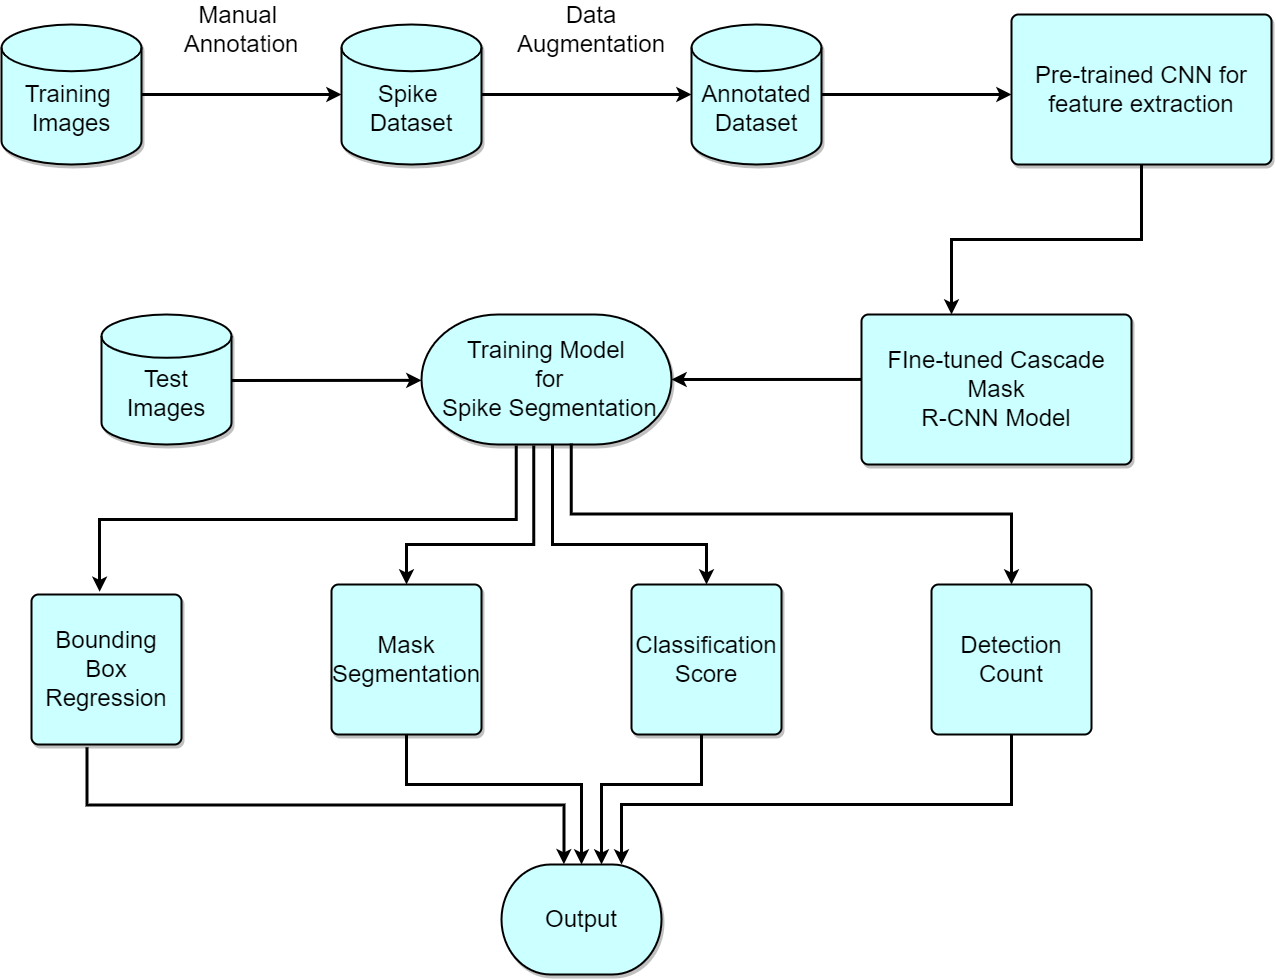 Manual
Annotation
Data
Augmentation
Training
Images
Spike
Dataset
Annotated
Dataset
Pre-trained CNN for
feature extraction
Test
Images
Training Model
for
Spike Segmentation
FIne-tuned Cascade
Mask
R-CNN Model
Bounding
Box
Regression
Mask
Segmentation
Classification
Score
Detection
Count
Output